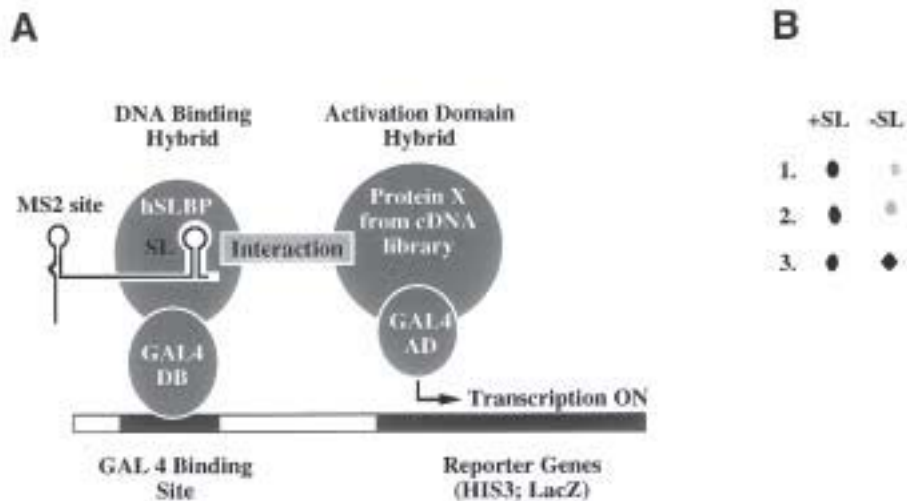 A
B
DNA Binding
Hybrid
Activation Domain
Hybrid
MS2 site
hSLBP
SL
Interaction
Protein X
from cDNA
library
GAL4
DB
GAL4
AD
Transcription ON
GAL 4 Binding
Site
Reporter Genes
(HIS3; LacZ)
+SL -SL
1.
2.
3.